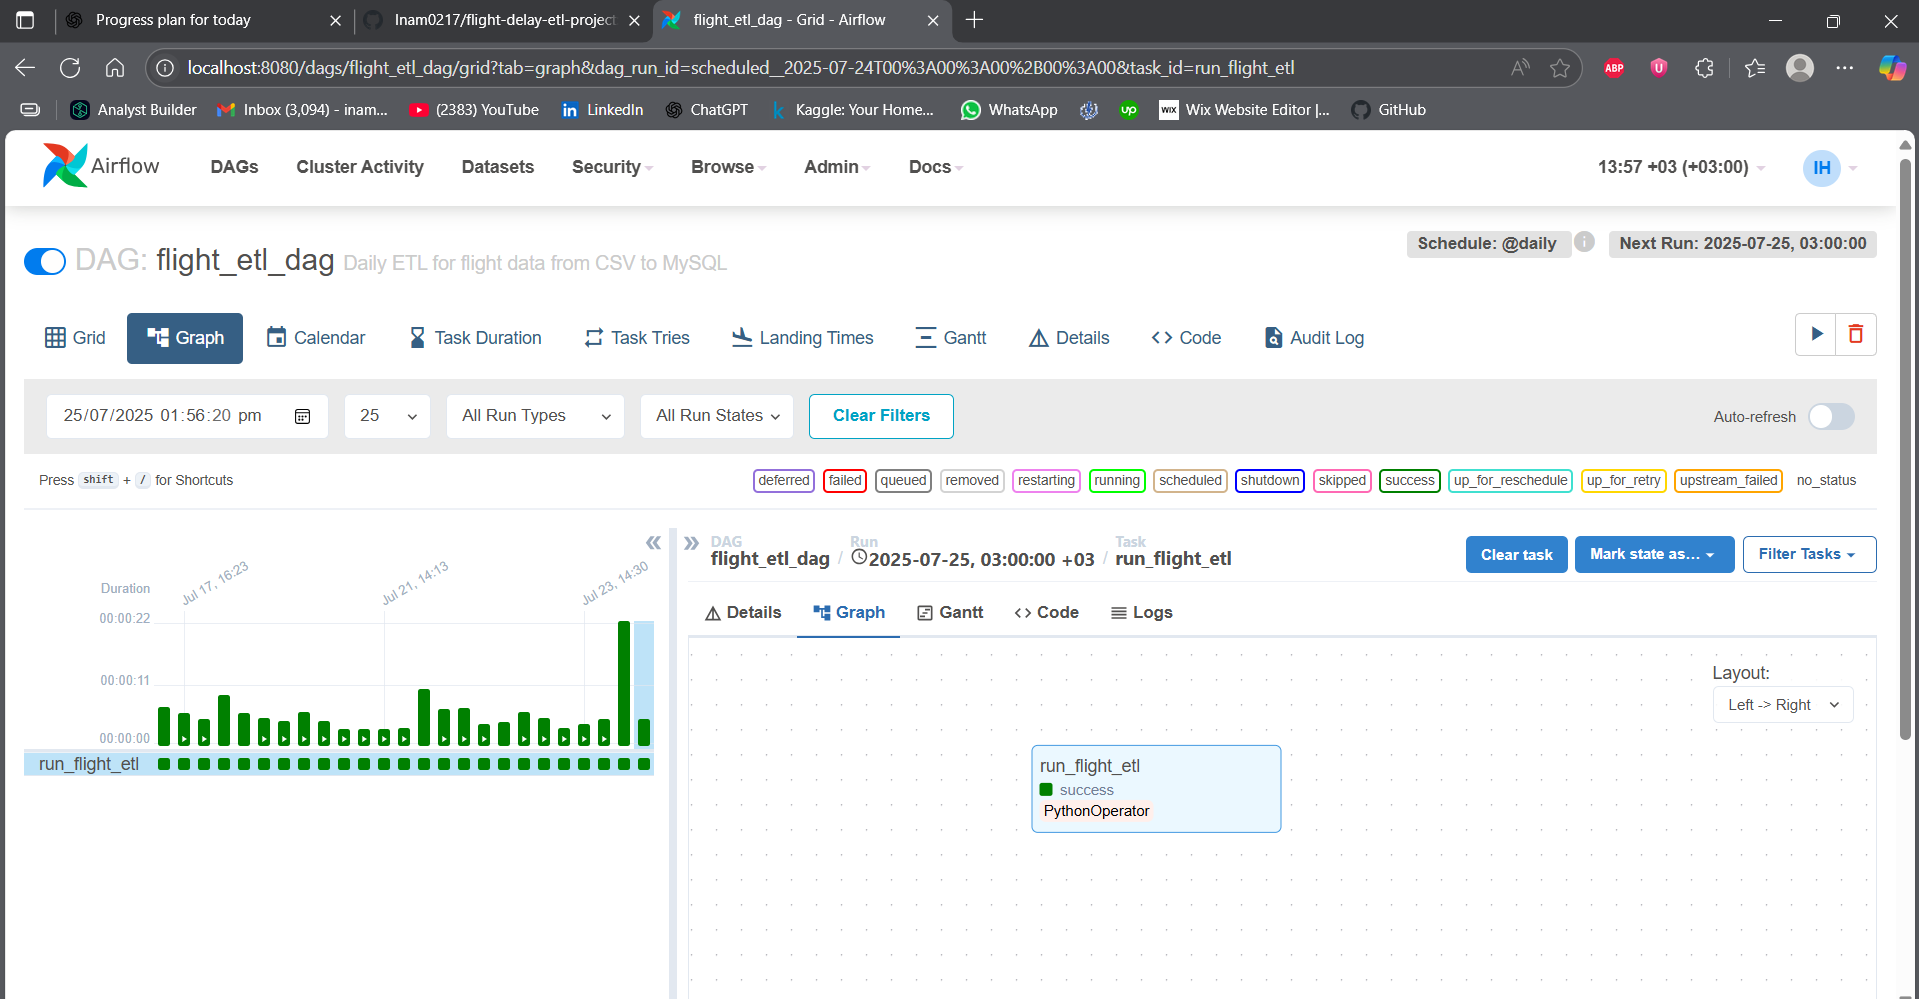 Progress plan for today
Inam0217/flight-delay-etl-project
flight_etl_dag - Grid - Airflow
localhost:8080/dags/flight_etl_dag/grid?tab=graph&dag_run_id=scheduled__2025-07-24T00%3A00%3A00%2B00%3A00&task_id=run_flight_etl
ABP
U
Analyst Builder
Inbox (3,094) - inam...
(2383) YouTube
LinkedIn
ChatGPT
Kaggle: Your Home...
WhatsApp
up
WIX
Wix Website Editor |...
GitHub
Airflow
DAGs
Cluster Activity
Datasets
Security
Browse
Admin
Docs
13:57 +03 (+03:00)
IH
DAG: flight_etl_dag Daily ETL for flight data from CSV to MySQL
Schedule: @daily
Next Run: 2025-07-25, 03:00:00
Grid
Graph
Calendar
Task Duration
Task Tries
Landing Times
Gantt
Details
Code
Audit Log
25/07/2025 01:56:20 pm
25
All Run Types
All Run States
Clear Filters
Auto-refresh
Press shift + / for Shortcuts
deferred
failed
queued
removed
restarting
running
scheduled
shutdown
skipped
success
up_for_reschedule
up_for_retry
upstream_failed
no_status
Duration
Jul 17, 16:23
Jul 21, 14:13
Jul 23, 14:30
00:00:22
00:00:11
00:00:00
run_flight_etl
DAG
flight_etl_dag
/
Run
2025-07-25, 03:00:00 +03
/
Task
run_flight_etl
Clear task
Mark state as...
Filter Tasks
Details
Graph
Gantt
Code
Logs
Layout:
Left -> Right
run_flight_etl
success
PythonOperator